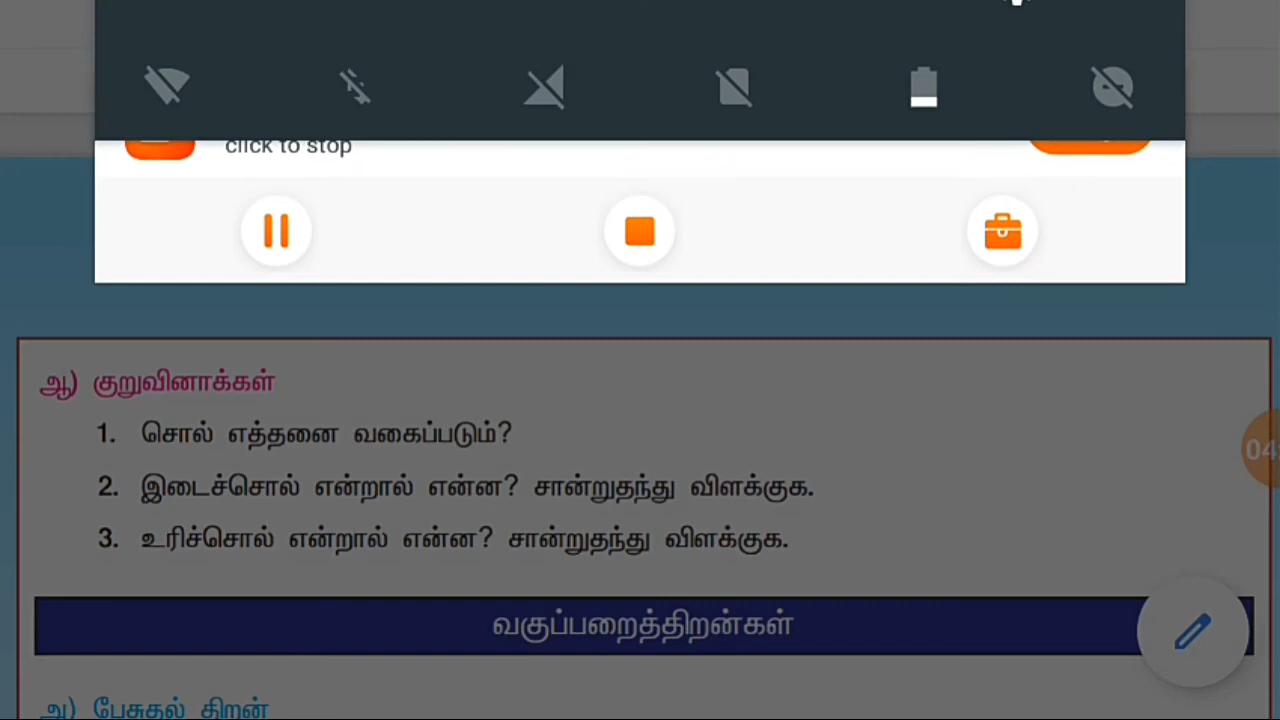 click to stop
ஆ) குறுவினாக்கள்
1. சொல் எத்தனை வகைப்படும்?
2. இடைச்சொல் என்றால் என்ன? சான்றுதந்து விளக்குக.
04
3. உரிச்சொல் என்றால் என்ன? சான்றுதந்து விளக்குக.
வகுப்பறைத்திறன்கள்
அ) பேசுதல் திறன்